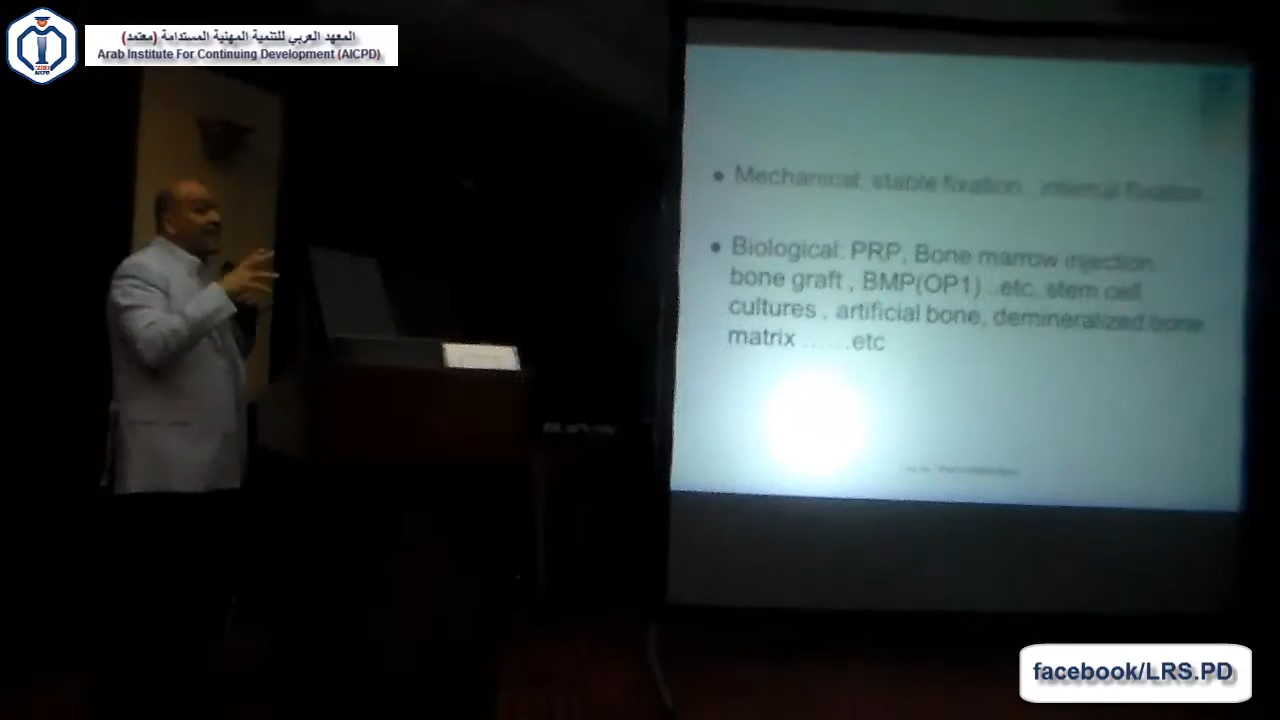 المعهد العربي للتنمية المهنية المستدامة (معتمد)
Arab Institute For Continuing Development (AICPD)
AICPD
• Mechanical: stable fixation , internal fixation
• Biological: PRP, Bone marrow injection
bone graft , BMP(OP1) ..etc, stem cell
cultures , artificial bone, demineralized bone
matrix .......etc
facebook/LRS.PD